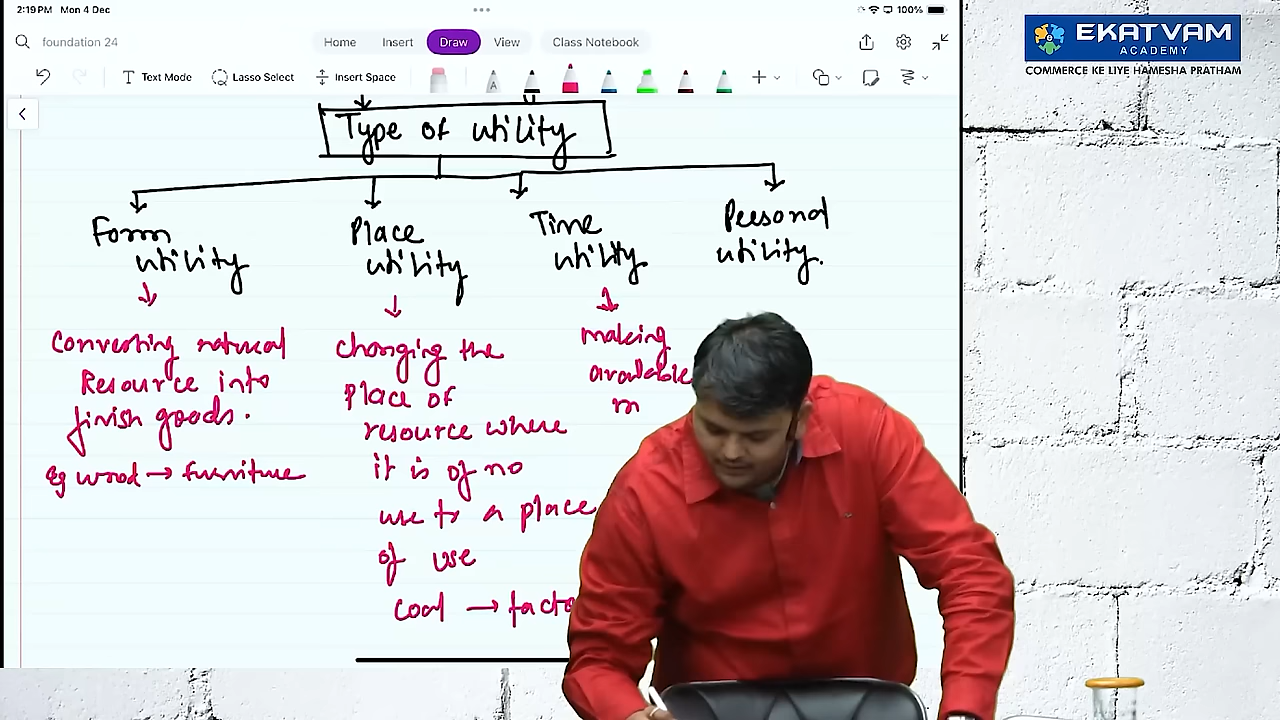 2:19 PM Mon 4 Dec
100%
EKATVAM
ACADEMY
COMMERCE KE LIYE HAMESHA PRATHAM
foundation 24
Home Insert Draw View Class Notebook
Text Mode Lasso Select Insert Space
Type of utility
Form
utility
Place
utility
Time
utility
Personal
utility.
Converting natural
Resource into
finish goods.
eg wood → furniture
Changing the
Place of
resource where
it is of no
use to a place
of use
coal → facto
making
available